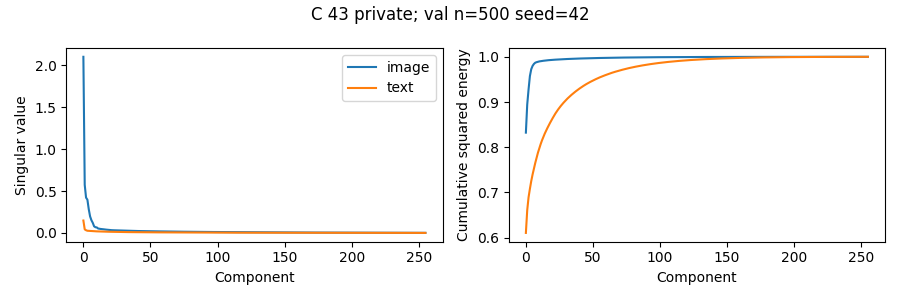 C 43 private; val n=500 seed=42
Singular value
2.0
1.5
1.0
0.5
0.0
image
text
0 50 100 150 200 250
Component
Cumulative squared energy
1.0
0.9
0.8
0.7
0.6
0 50 100 150 200 250
Component